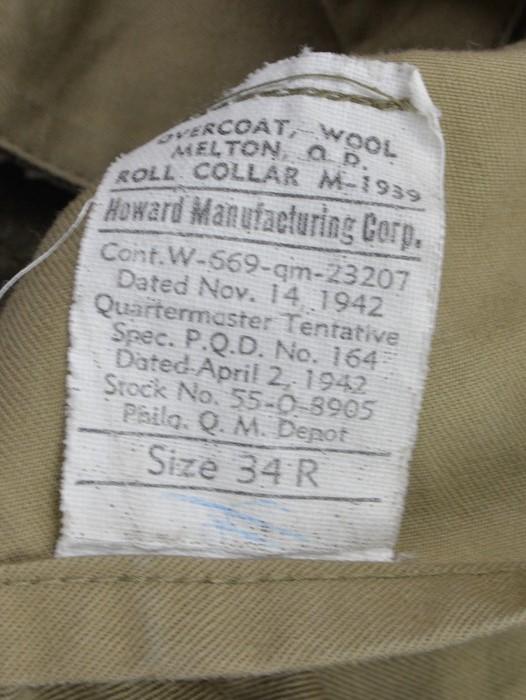 OVERCOAT, WOOL
MELTON, O. D.
ROLL COLLAR M-1939
Howard Manufacturing Corp.
Cont. W-669-qm-23207
Dated Nov. 14, 1942
Quartermaster Tentative
Spec. P.Q.D. No. 164
Dated April 2, 1942
Stock No. 55-O-8905
Phila. Q. M. Depot
Size 34 R